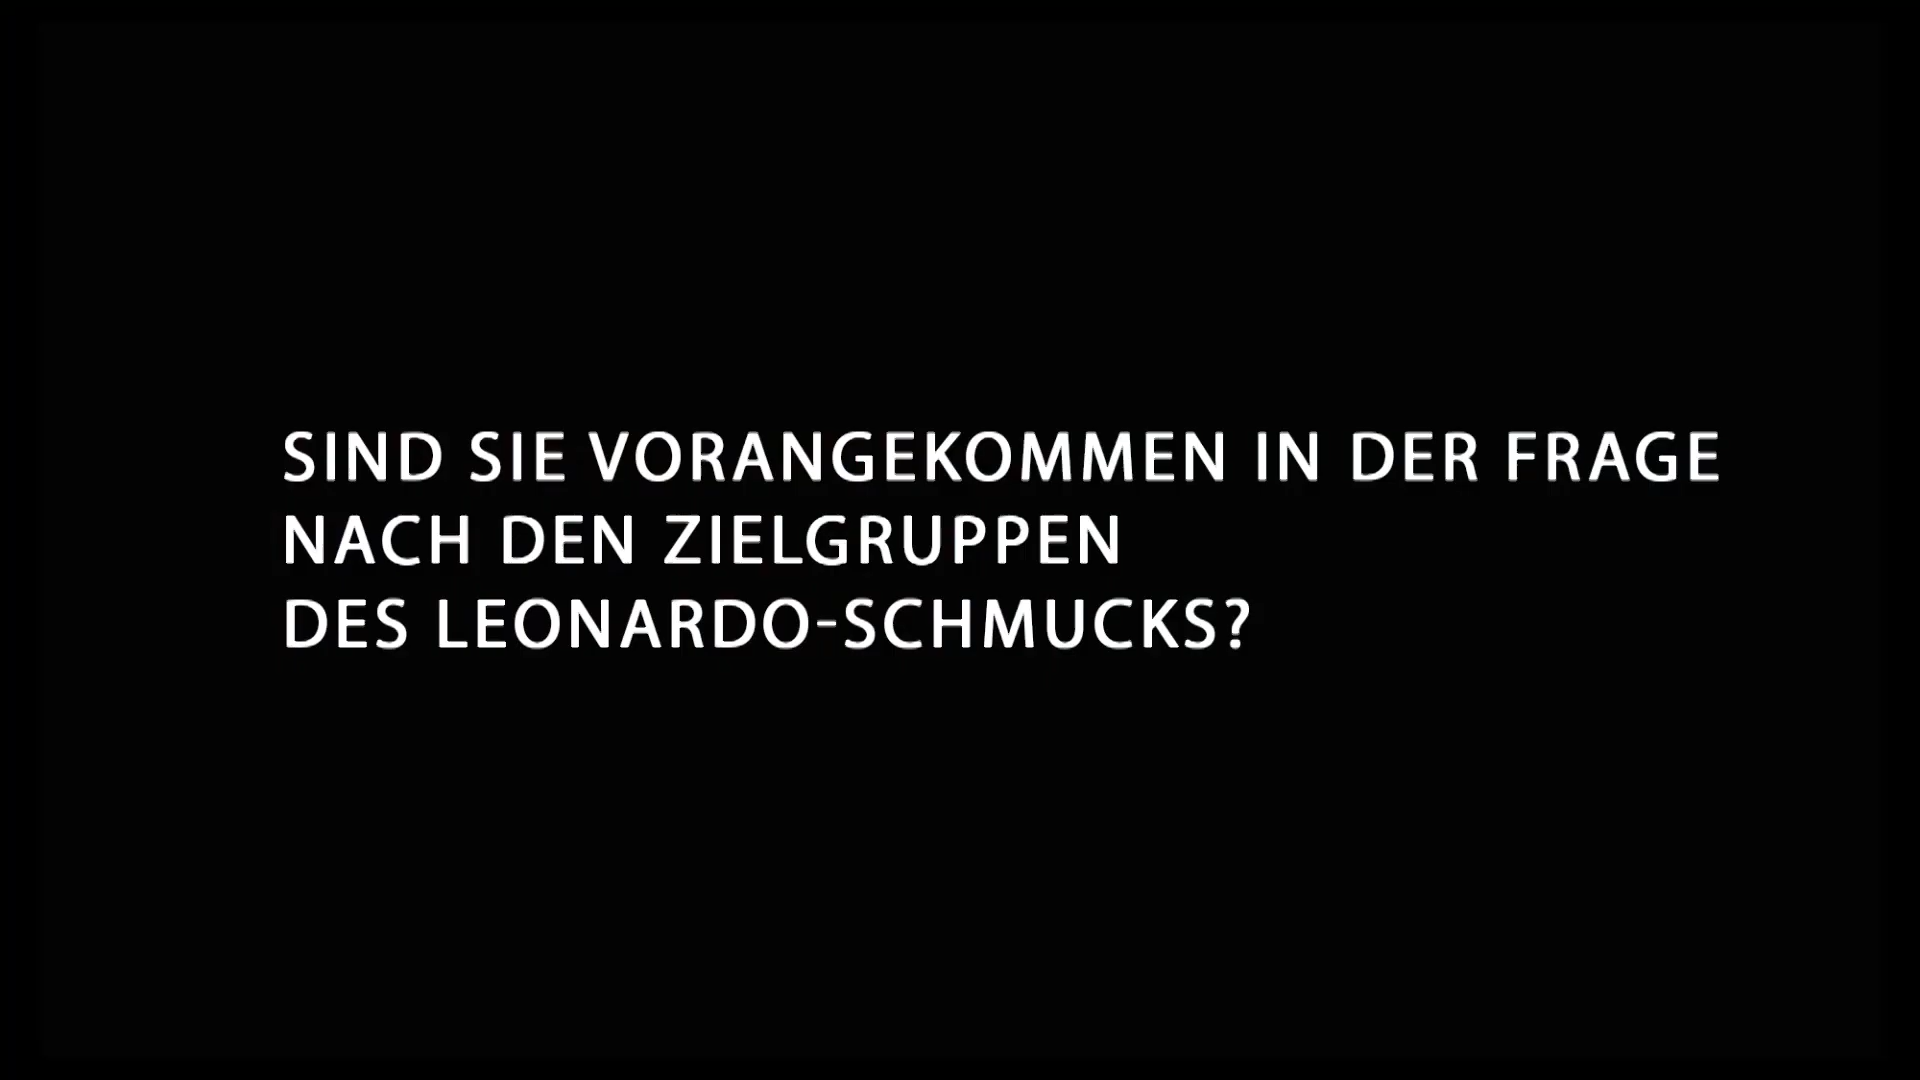 SIND SIE VORANGEKOMMEN IN DER FRAGE
NACH DEN ZIELGRUPPEN
DES LEONARDO-SCHMUCKS?